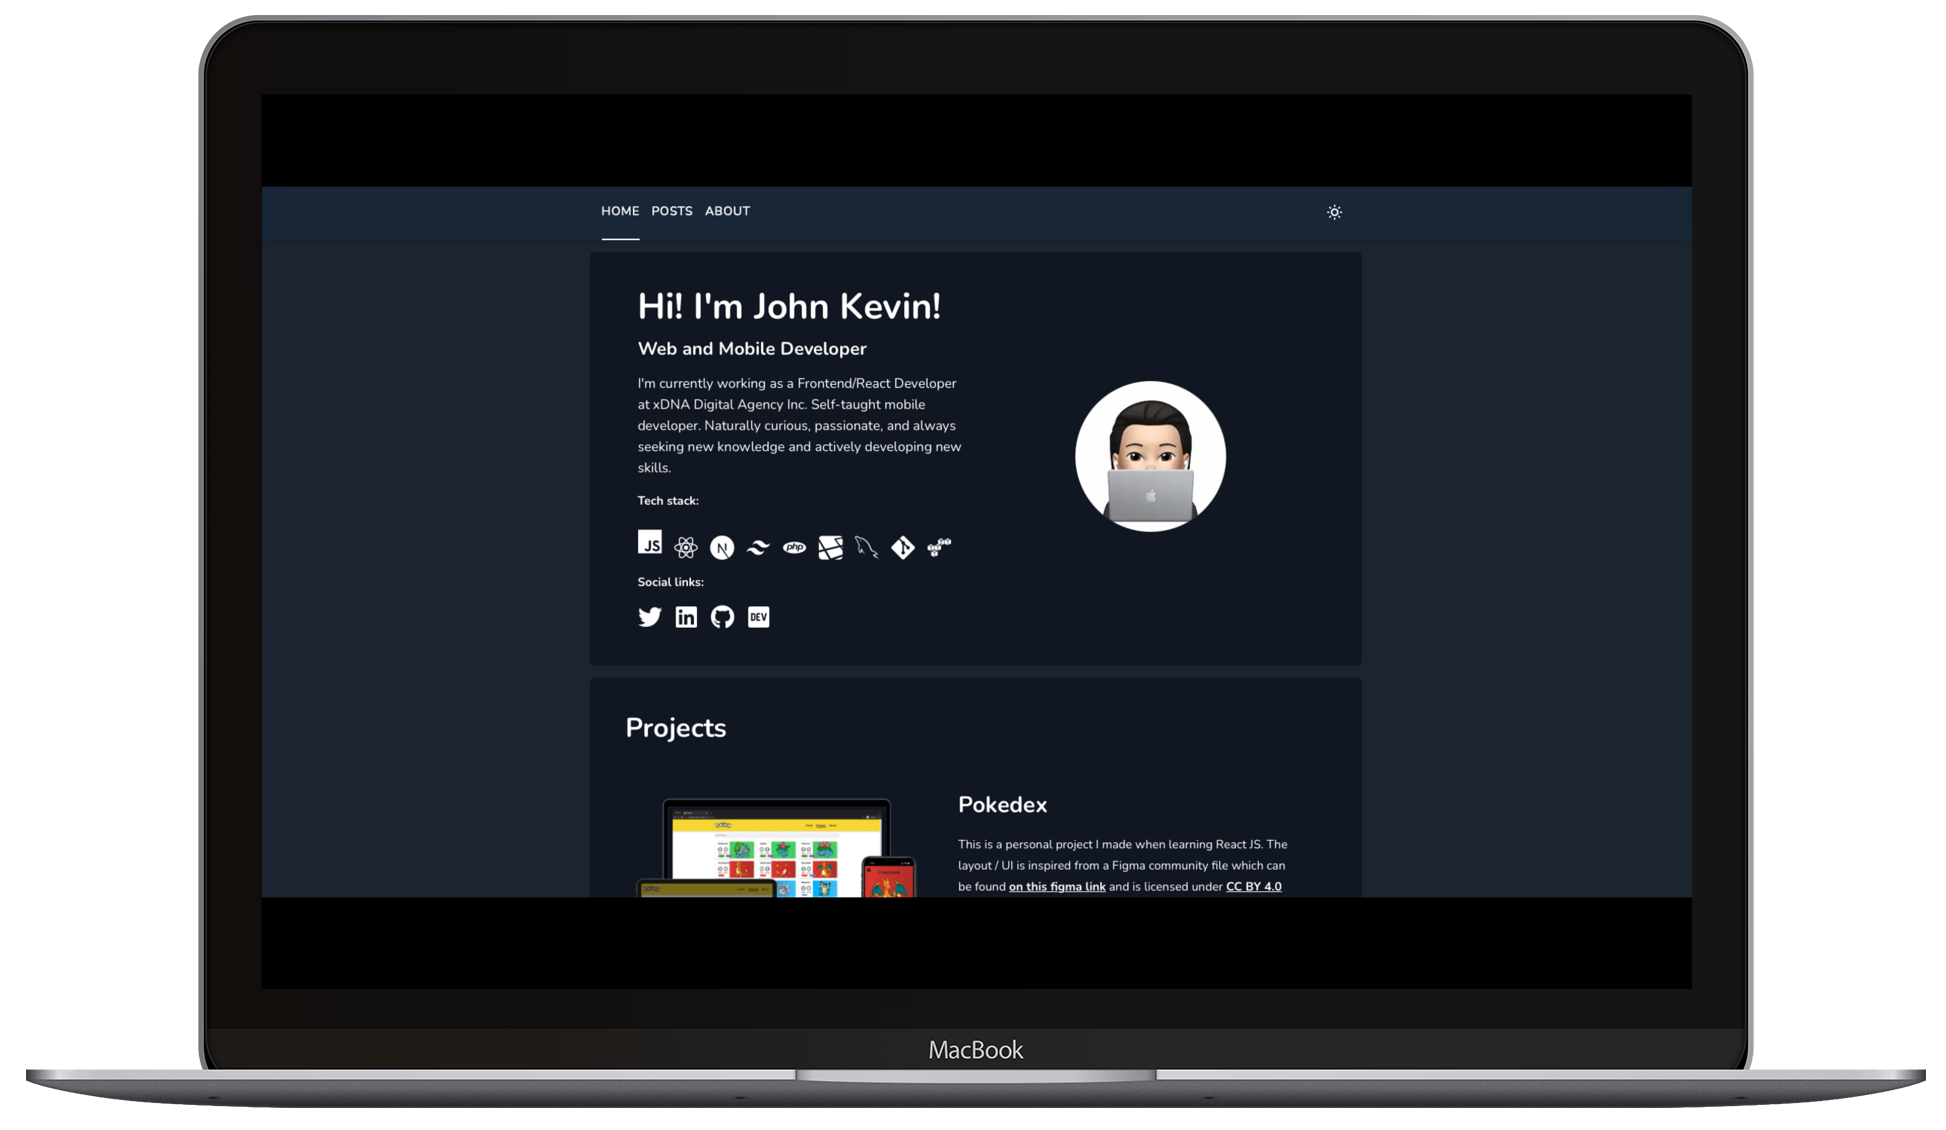 HOME POSTS ABOUT
Hi! I'm John Kevin!
Web and Mobile Developer
I'm currently working as a Frontend/React Developer
at xDNA Digital Agency Inc. Self-taught mobile
developer. Naturally curious, passionate, and always
seeking new knowledge and actively developing new
skills.
Tech stack:
JS N php
Social links:
in DEV
Projects
Pokedex
This is a personal project I made when learning React JS. The
layout / UI is inspired from a Figma community file which can
be found on this figma link and is licensed under CC BY 4.0
MacBook